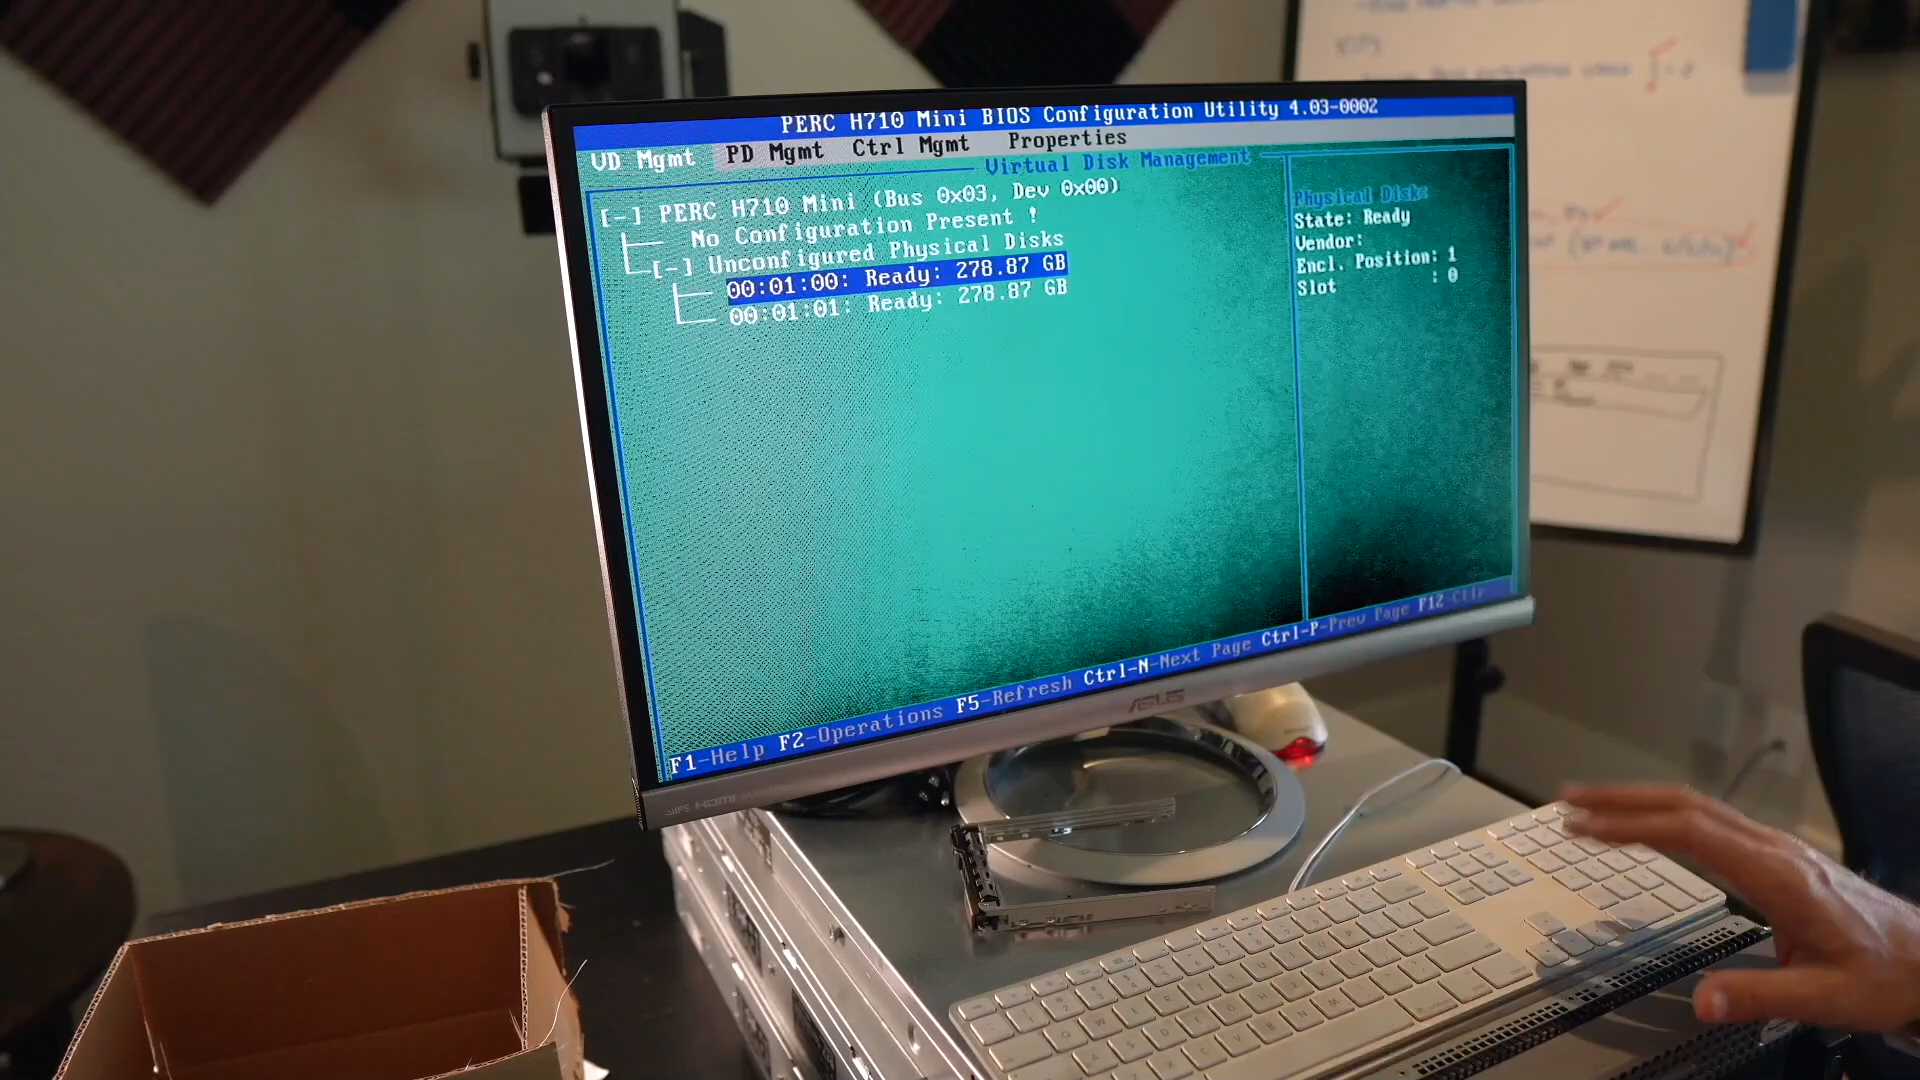 PERC H710 Mini BIOS Configuration Utility 4.03-0002
VD Mgmt PD Mgmt Ctrl Mgmt Properties
Virtual Disk Management
[-] PERC H710 Mini (Bus 0x03, Dev 0x00)
No Configuration Present !
[-] Unconfigured Physical Disks
00:01:00: Ready: 278.87 GB
00:01:01: Ready: 278.87 GB
Physical Disk:
State: Ready
Vendor:
Encl. Position: 1
Slot : 0
F1-Help F2-Operations F5-Refresh Ctrl-N-Next Page Ctrl-P-Prev Page F12-Ctlr
ASUS
IPS HDMI